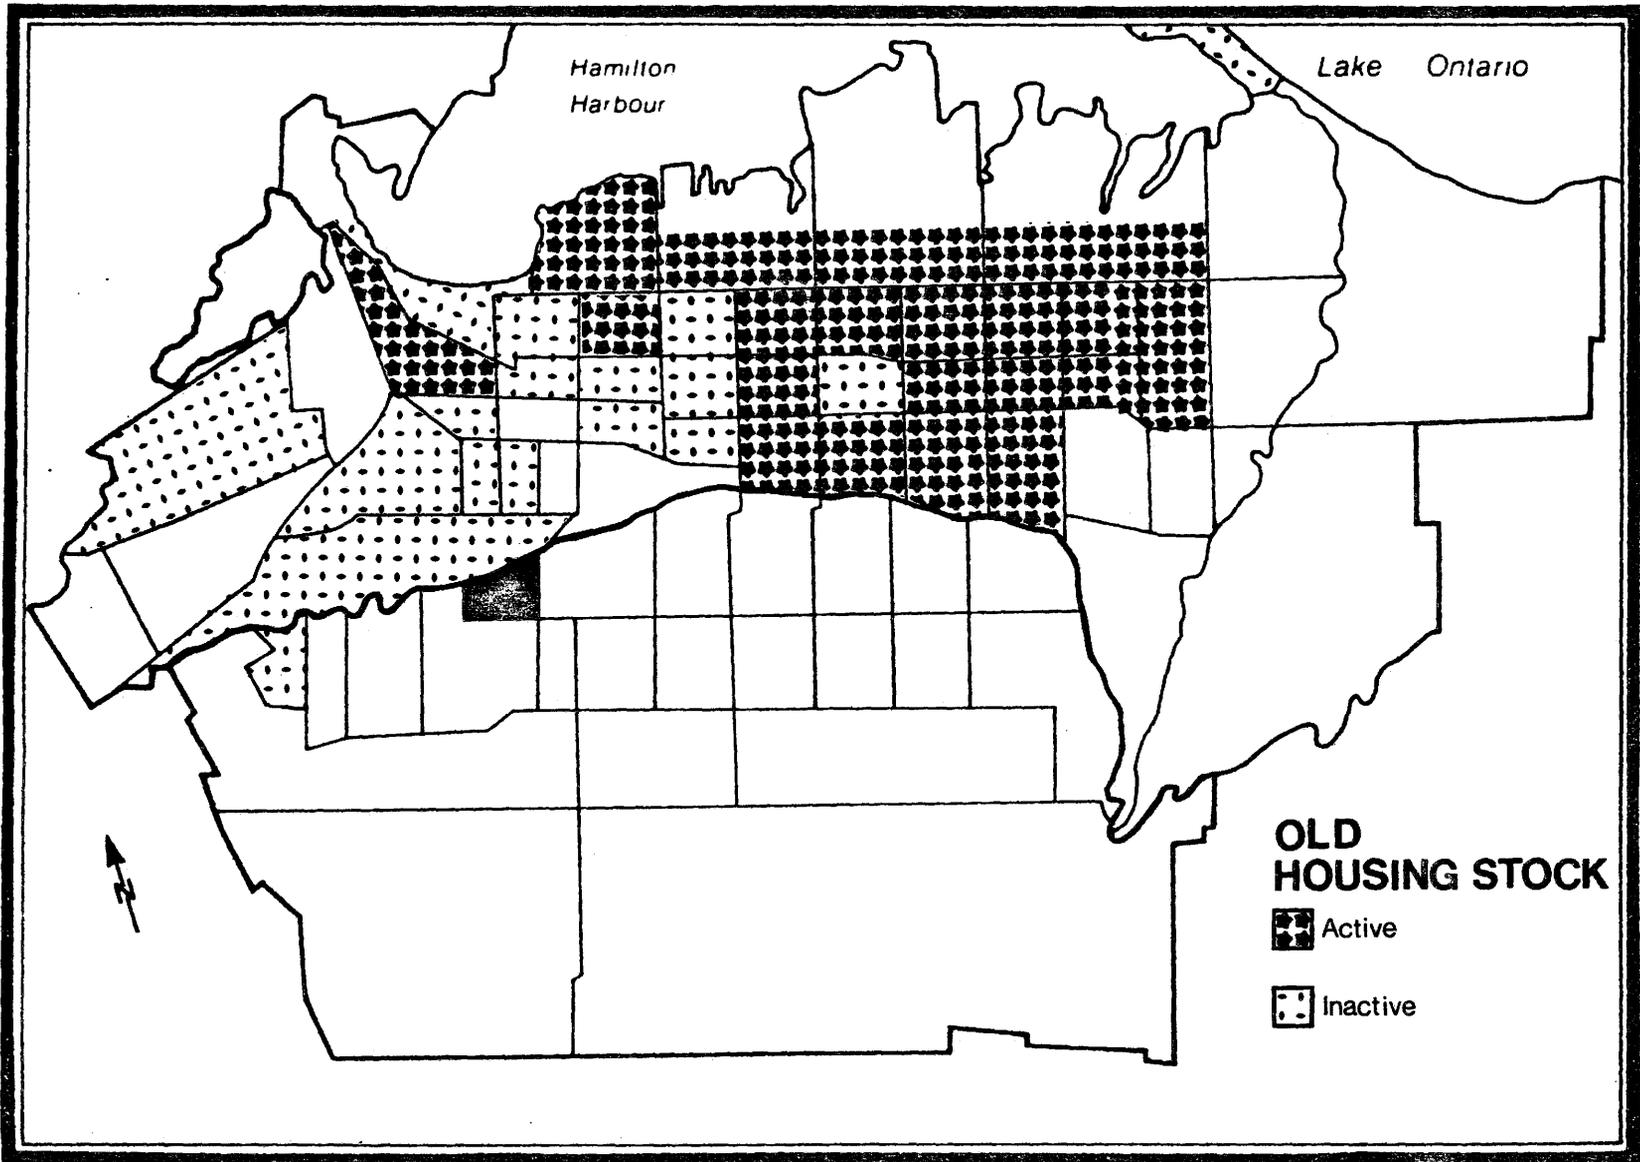 Hamilton
Harbour
Lake Ontario
N
OLD
HOUSING STOCK
Active
Inactive